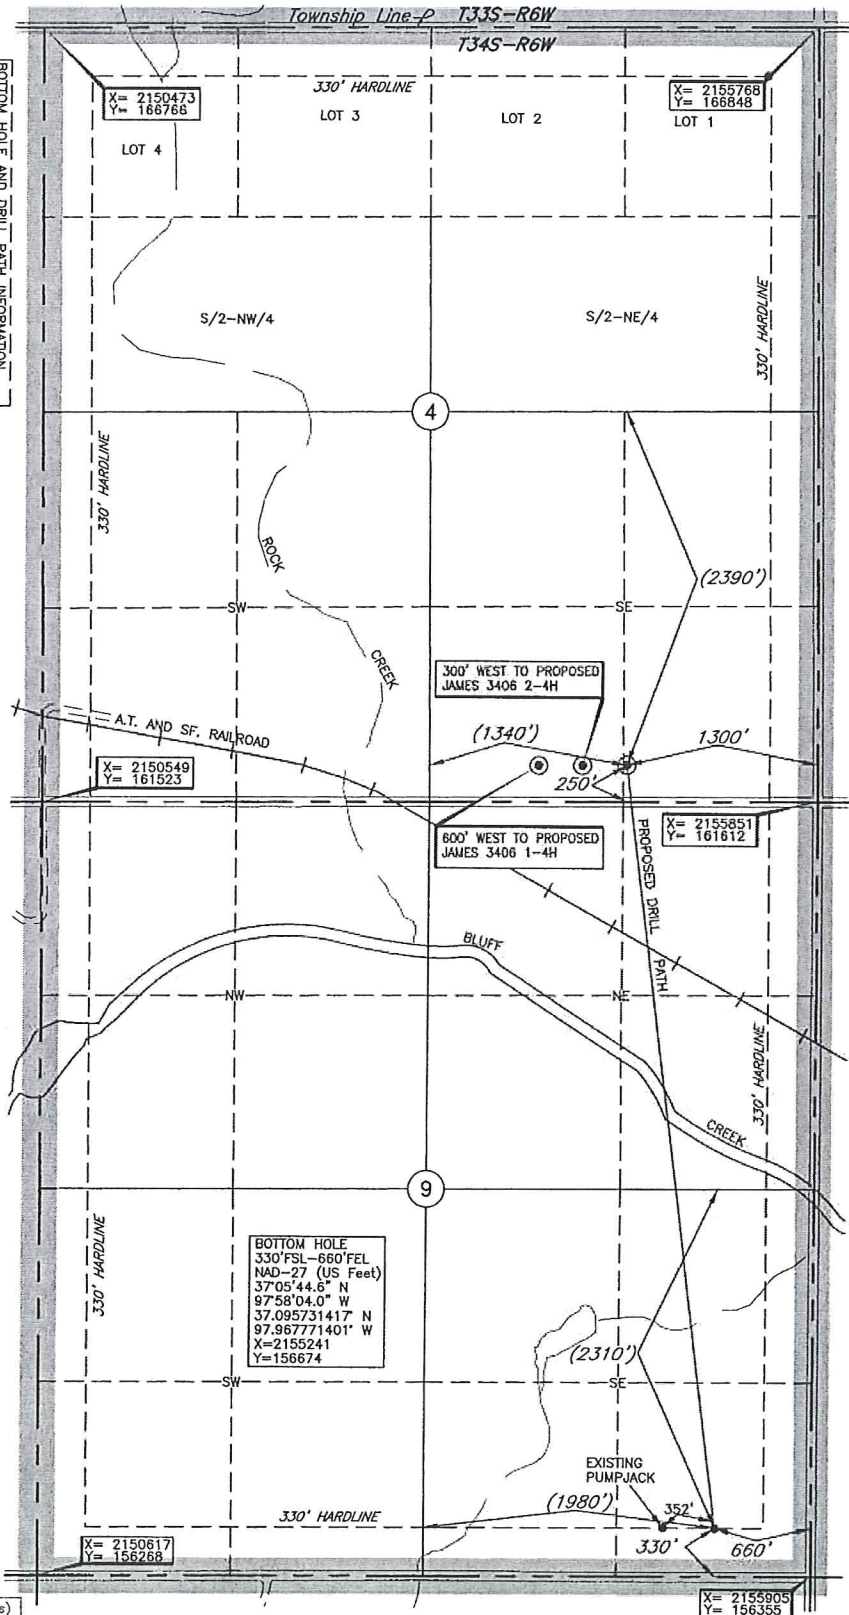 Township Line T33S-R6W
T34S-R6W
BOTTOM HOLE AND DRILL PATH INFORMATION
X= 2150473
Y= 166766
330' HARDLINE
X= 2155768
Y= 166848
LOT 4
LOT 3
LOT 2
LOT 1
S/2-NW/4
S/2-NE/4
330' HARDLINE
4
330' HARDLINE
ROCK
CREEK
(2390')
SW
SE
300' WEST TO PROPOSED
JAMES 3406 2-4H
A.T. AND SF. RAILROAD
(1340')
1300'
250'
X= 2150549
Y= 161523
600' WEST TO PROPOSED
JAMES 3406 1-4H
X= 2155851
Y= 161612
PROPOSED DRILL PATH
BLUFF
CREEK
NW
NE
330' HARDLINE
9
330' HARDLINE
BOTTOM HOLE
330'FSL-660'FEL
NAD-27 (US Feet)
37°05'44.6" N
97°58'04.0" W
37.095731417° N
97.967771401° W
X=2155241
Y=156674
(2310')
SW
SE
EXISTING
PUMPJACK
352'
(1980')
330' HARDLINE
330'
660'
X= 2150617
Y= 156268
X= 2155905
Y= 156355